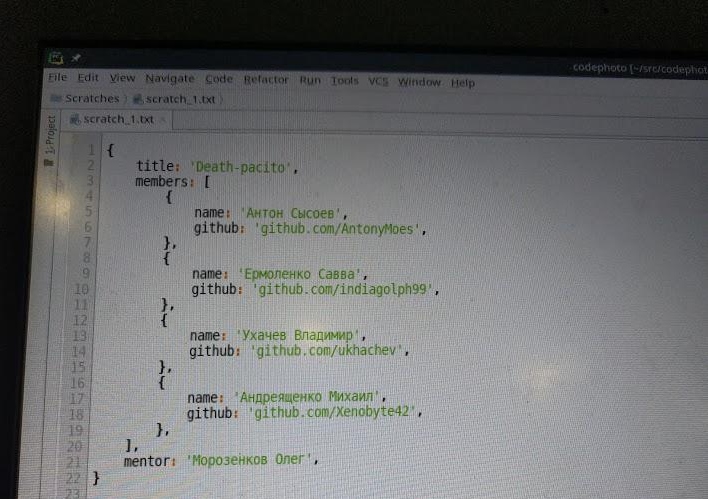 codephoto [~/src/codephoto
File Edit View Navigate Code Refactor Run Tools VCS Window Help
Scratches scratch_1.txt
1: Project
scratch_1.txt
1 {
2 title: 'Death-pacito',
3 members: [
4 {
5 name: 'Антон Сысоев',
6 github: 'github.com/AntonyMoes',
7 },
8 {
9 name: 'Ермоленко Савва',
10 github: 'github.com/indiagolph99',
11 },
12 {
13 name: 'Ухачев Владимир',
14 github: 'github.com/ukhachev',
15 },
16 {
17 name: 'Андреященко Михаил',
18 github: 'github.com/Xenobyte42',
19 },
20 ],
21 mentor: 'Морозенков Олег',
22 }
23